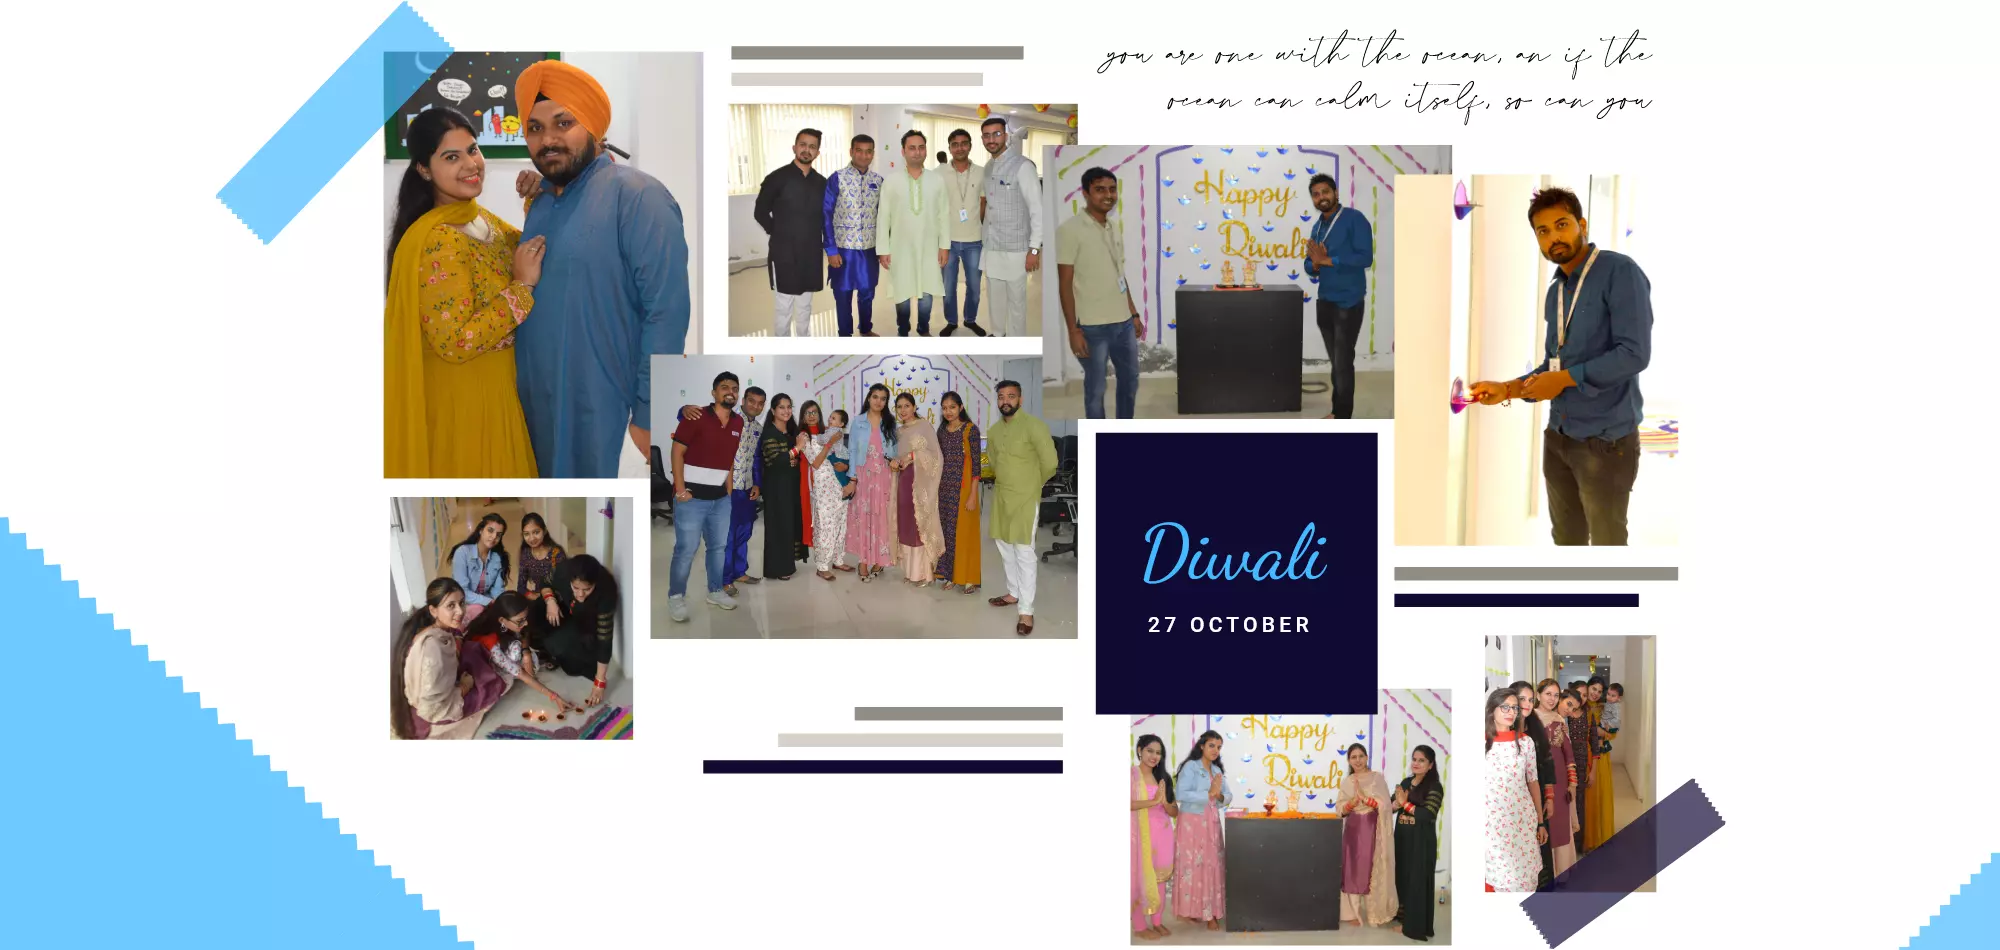 you are one with the ocean, an if the
ocean can calm itself, so can you
Happy
Diwali
Happy
Diwali
27 OCTOBER
Happy
Diwali